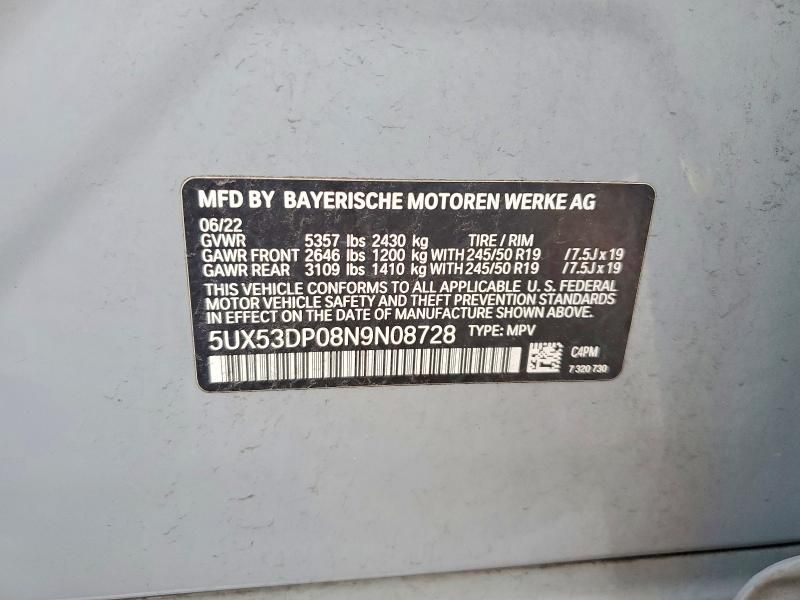 MFD BY BAYERISCHE MOTOREN WERKE AG
06/22
GVWR 5357 lbs 2430 kg TIRE / RIM
GAWR FRONT 2646 lbs 1200 kg WITH 245/50 R19 / 7.5J x 19
GAWR REAR 3109 lbs 1410 kg WITH 245/50 R19 / 7.5J x 19
THIS VEHICLE CONFORMS TO ALL APPLICABLE U. S. FEDERAL
MOTOR VEHICLE SAFETY AND THEFT PREVENTION STANDARDS
IN EFFECT ON THE DATE OF MANUFACTURE SHOWN ABOVE.
5UX53DP08N9N08728 TYPE: MPV
C4PM
7 320 730